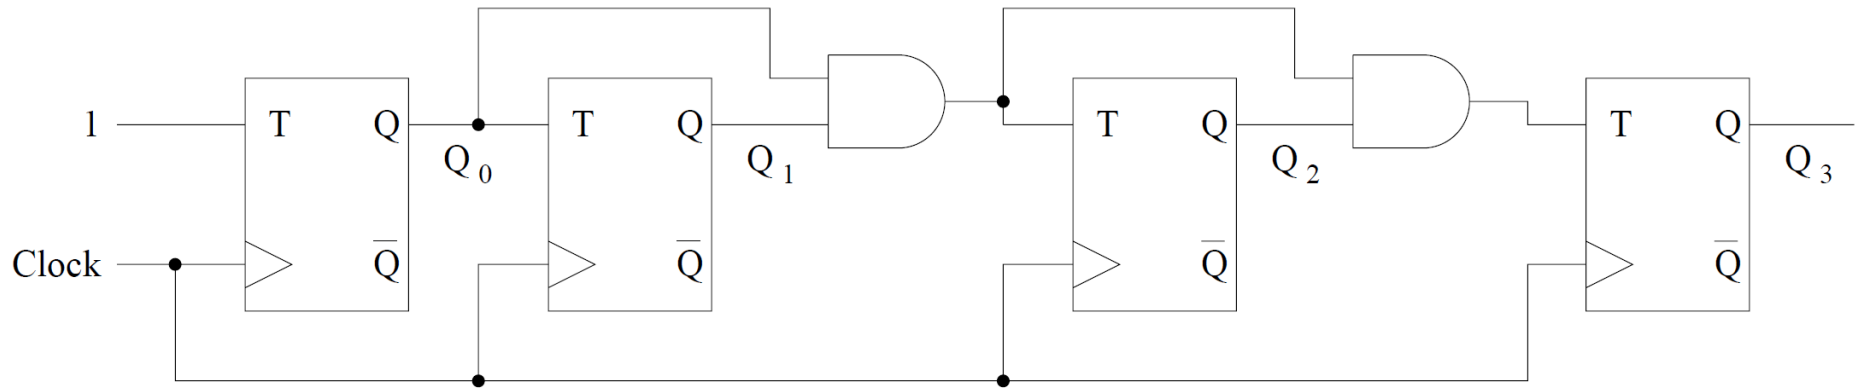 1 T Q T Q T Q T Q
Q0 Q1 Q2 Q3
Clock Q̅ Q̅ Q̅ Q̅